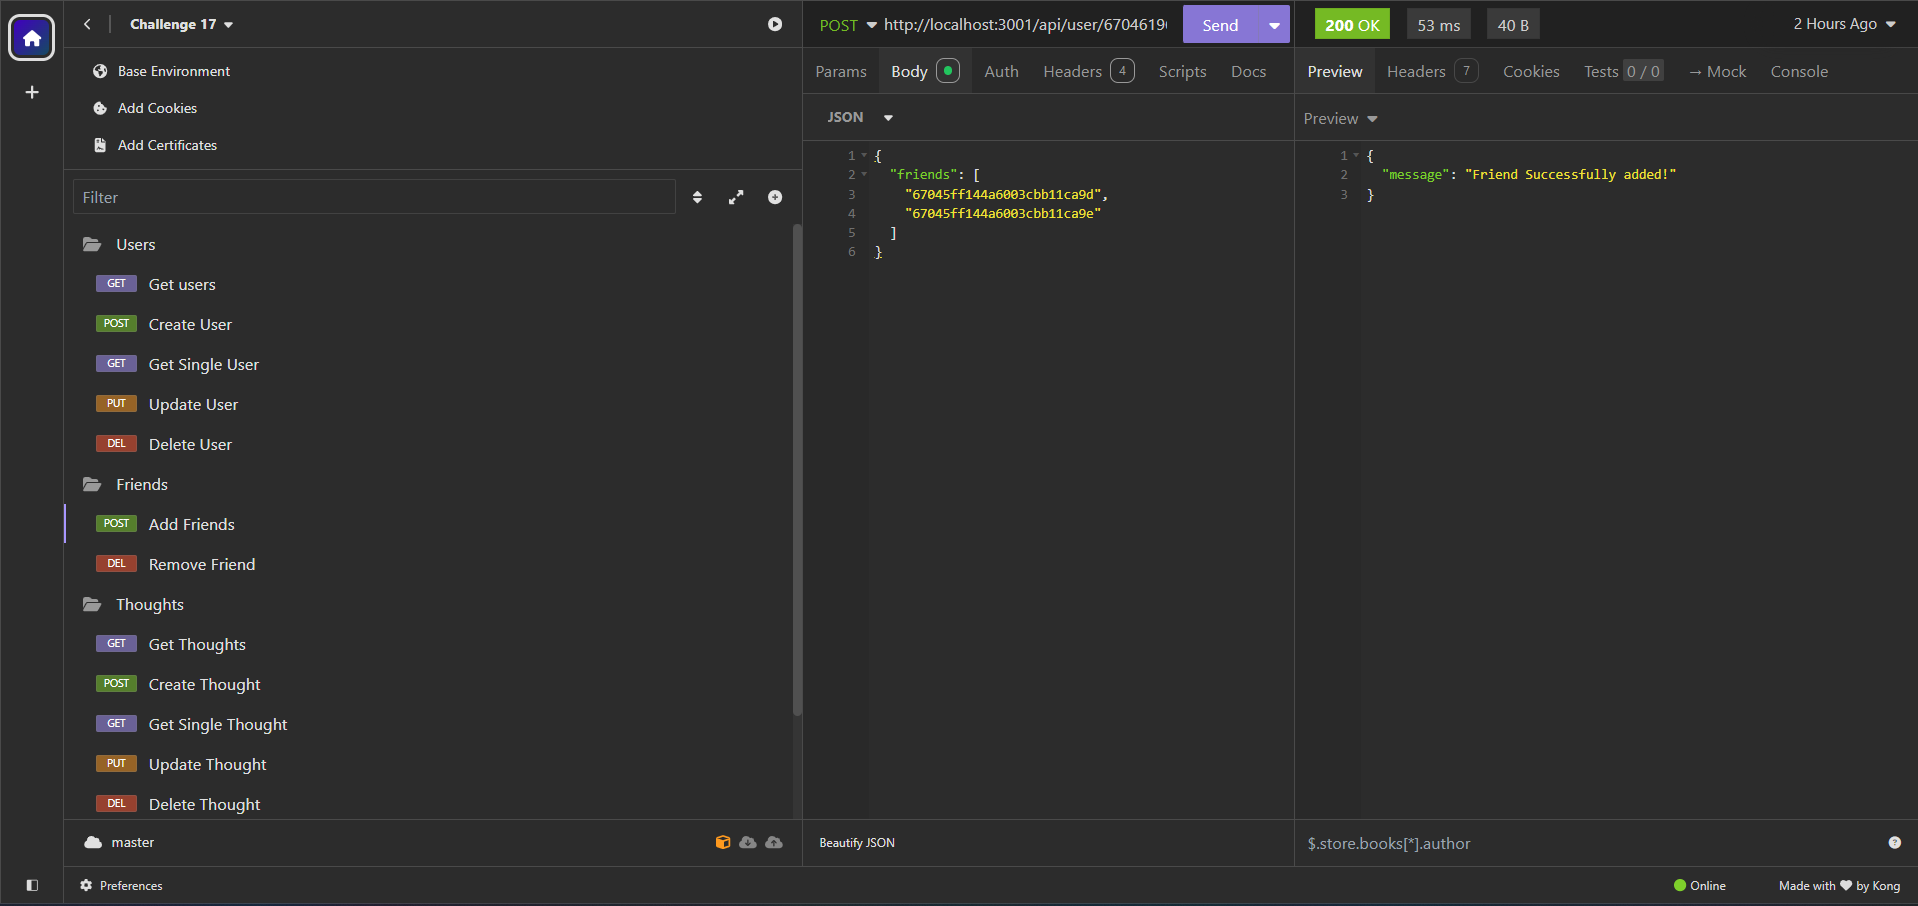 Challenge 17
Base Environment
Add Cookies
Add Certificates
Filter
Users
GET Get users
POST Create User
GET Get Single User
PUT Update User
DEL Delete User
Friends
POST Add Friends
DEL Remove Friend
Thoughts
GET Get Thoughts
POST Create Thought
GET Get Single Thought
PUT Update Thought
DEL Delete Thought
master
Preferences
POST http://localhost:3001/api/user/6704619 Send
Params Body Auth Headers 4 Scripts Docs
JSON
1 {
2 "friends": [
3 "67045ff144a6003cbb11ca9d",
4 "67045ff144a6003cbb11ca9e"
5 ]
6 }
Beautify JSON
200 OK 53 ms 40 B 2 Hours Ago
Preview Headers 7 Cookies Tests 0 / 0 → Mock Console
Preview
1 {
2 "message": "Friend Successfully added!"
3 }
$.store.books[*].author
Online Made with ♥ by Kong